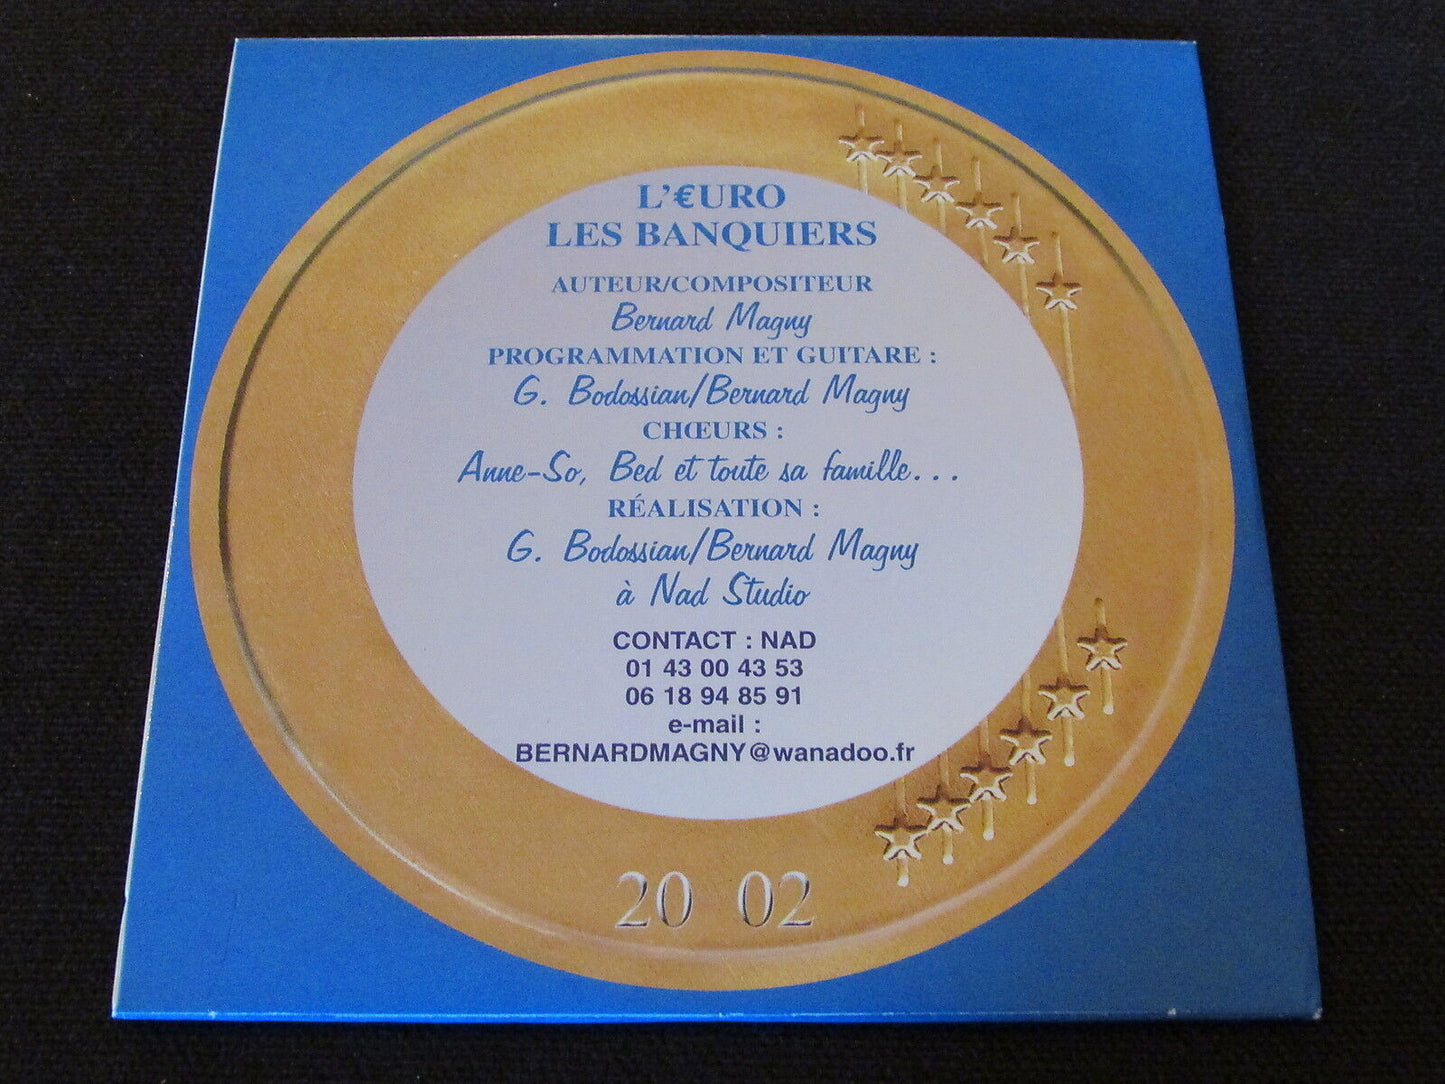 L'€URO
LES BANQUIERS
AUTEUR/COMPOSITEUR
Bernard Magny
PROGRAMMATION ET GUITARE :
G. Bodossian/Bernard Magny
CHŒURS :
Anne-So, Bed et toute sa famille...
RÉALISATION :
G. Bodossian/Bernard Magny
à Nad Studio
CONTACT : NAD
01 43 00 43 53
06 18 94 85 91
e-mail :
BERNARDMAGNY@wanadoo.fr
20 02